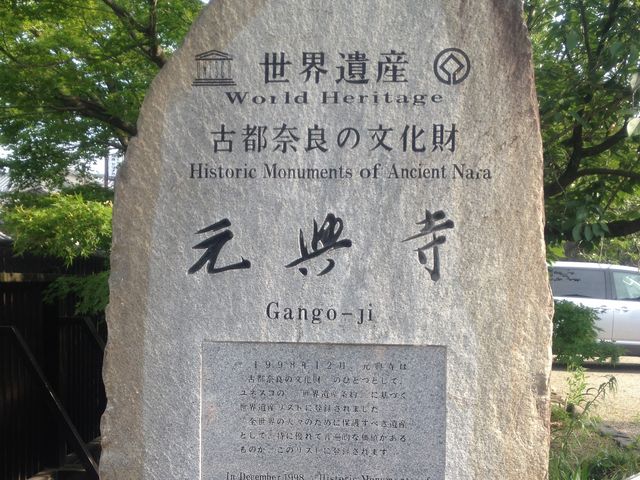 世界遺産
World Heritage
古都奈良の文化財
Historic Monuments of Ancient Nara
元興寺
Gango-ji
1998年12月、元興寺は
古都奈良の文化財 のひとつとして、
ユネスコの 世界遺産条約 に基づく
世界遺産リストに登録されました
全世界の人々のために保護すべき遺産
として 特に優れて普遍的な価値がある
ものが このリストに登録されます
In December 1998, Historic Monuments of